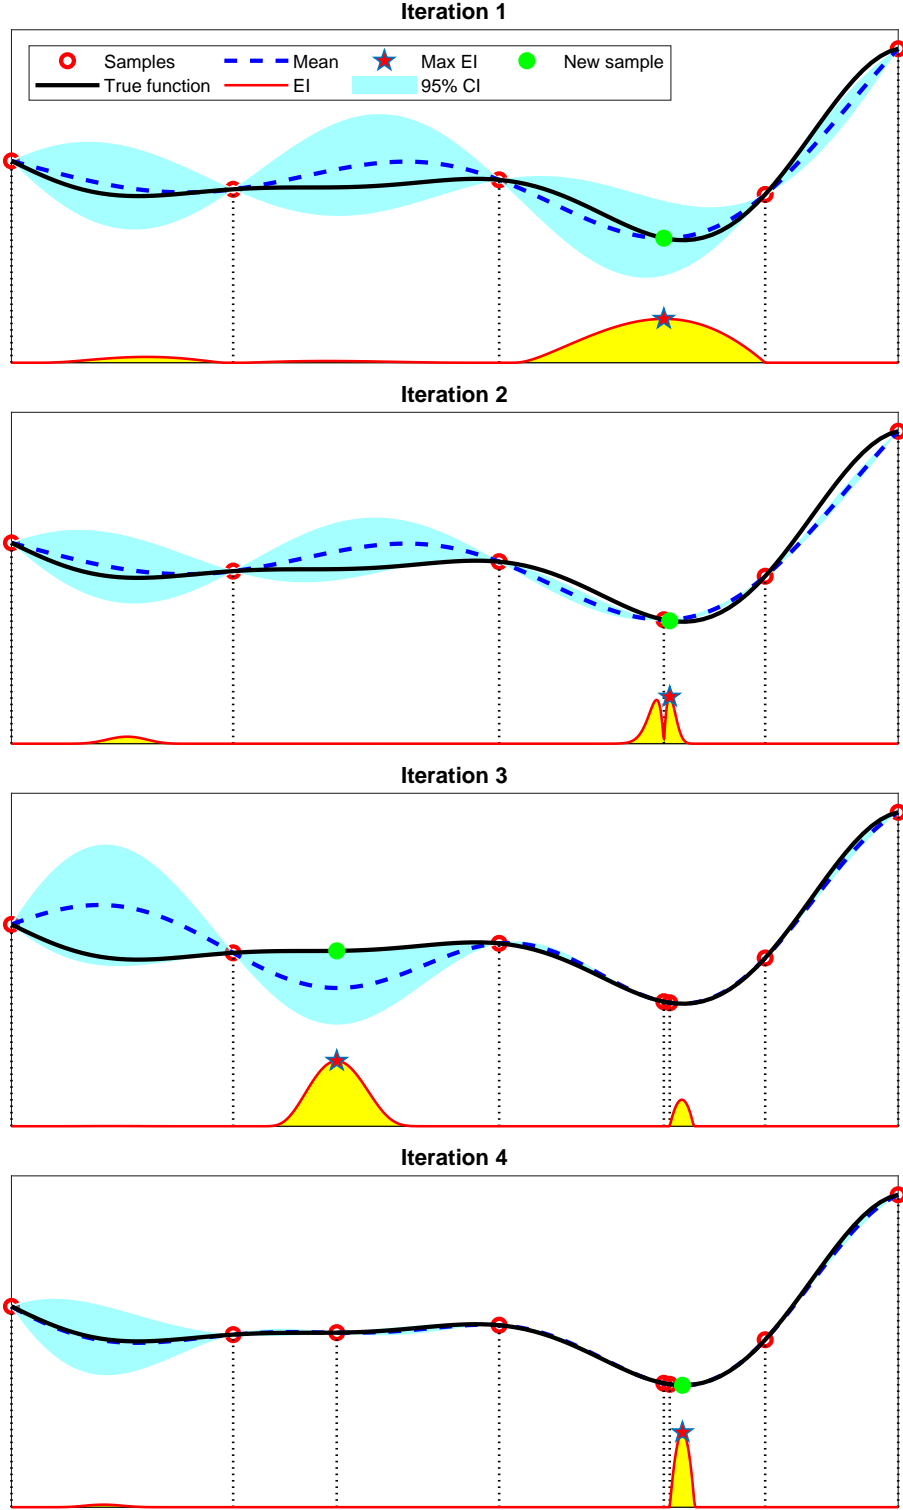 Iteration 1
Samples Mean Max EI New sample
True function EI 95% CI
Iteration 2
Iteration 3
Iteration 4